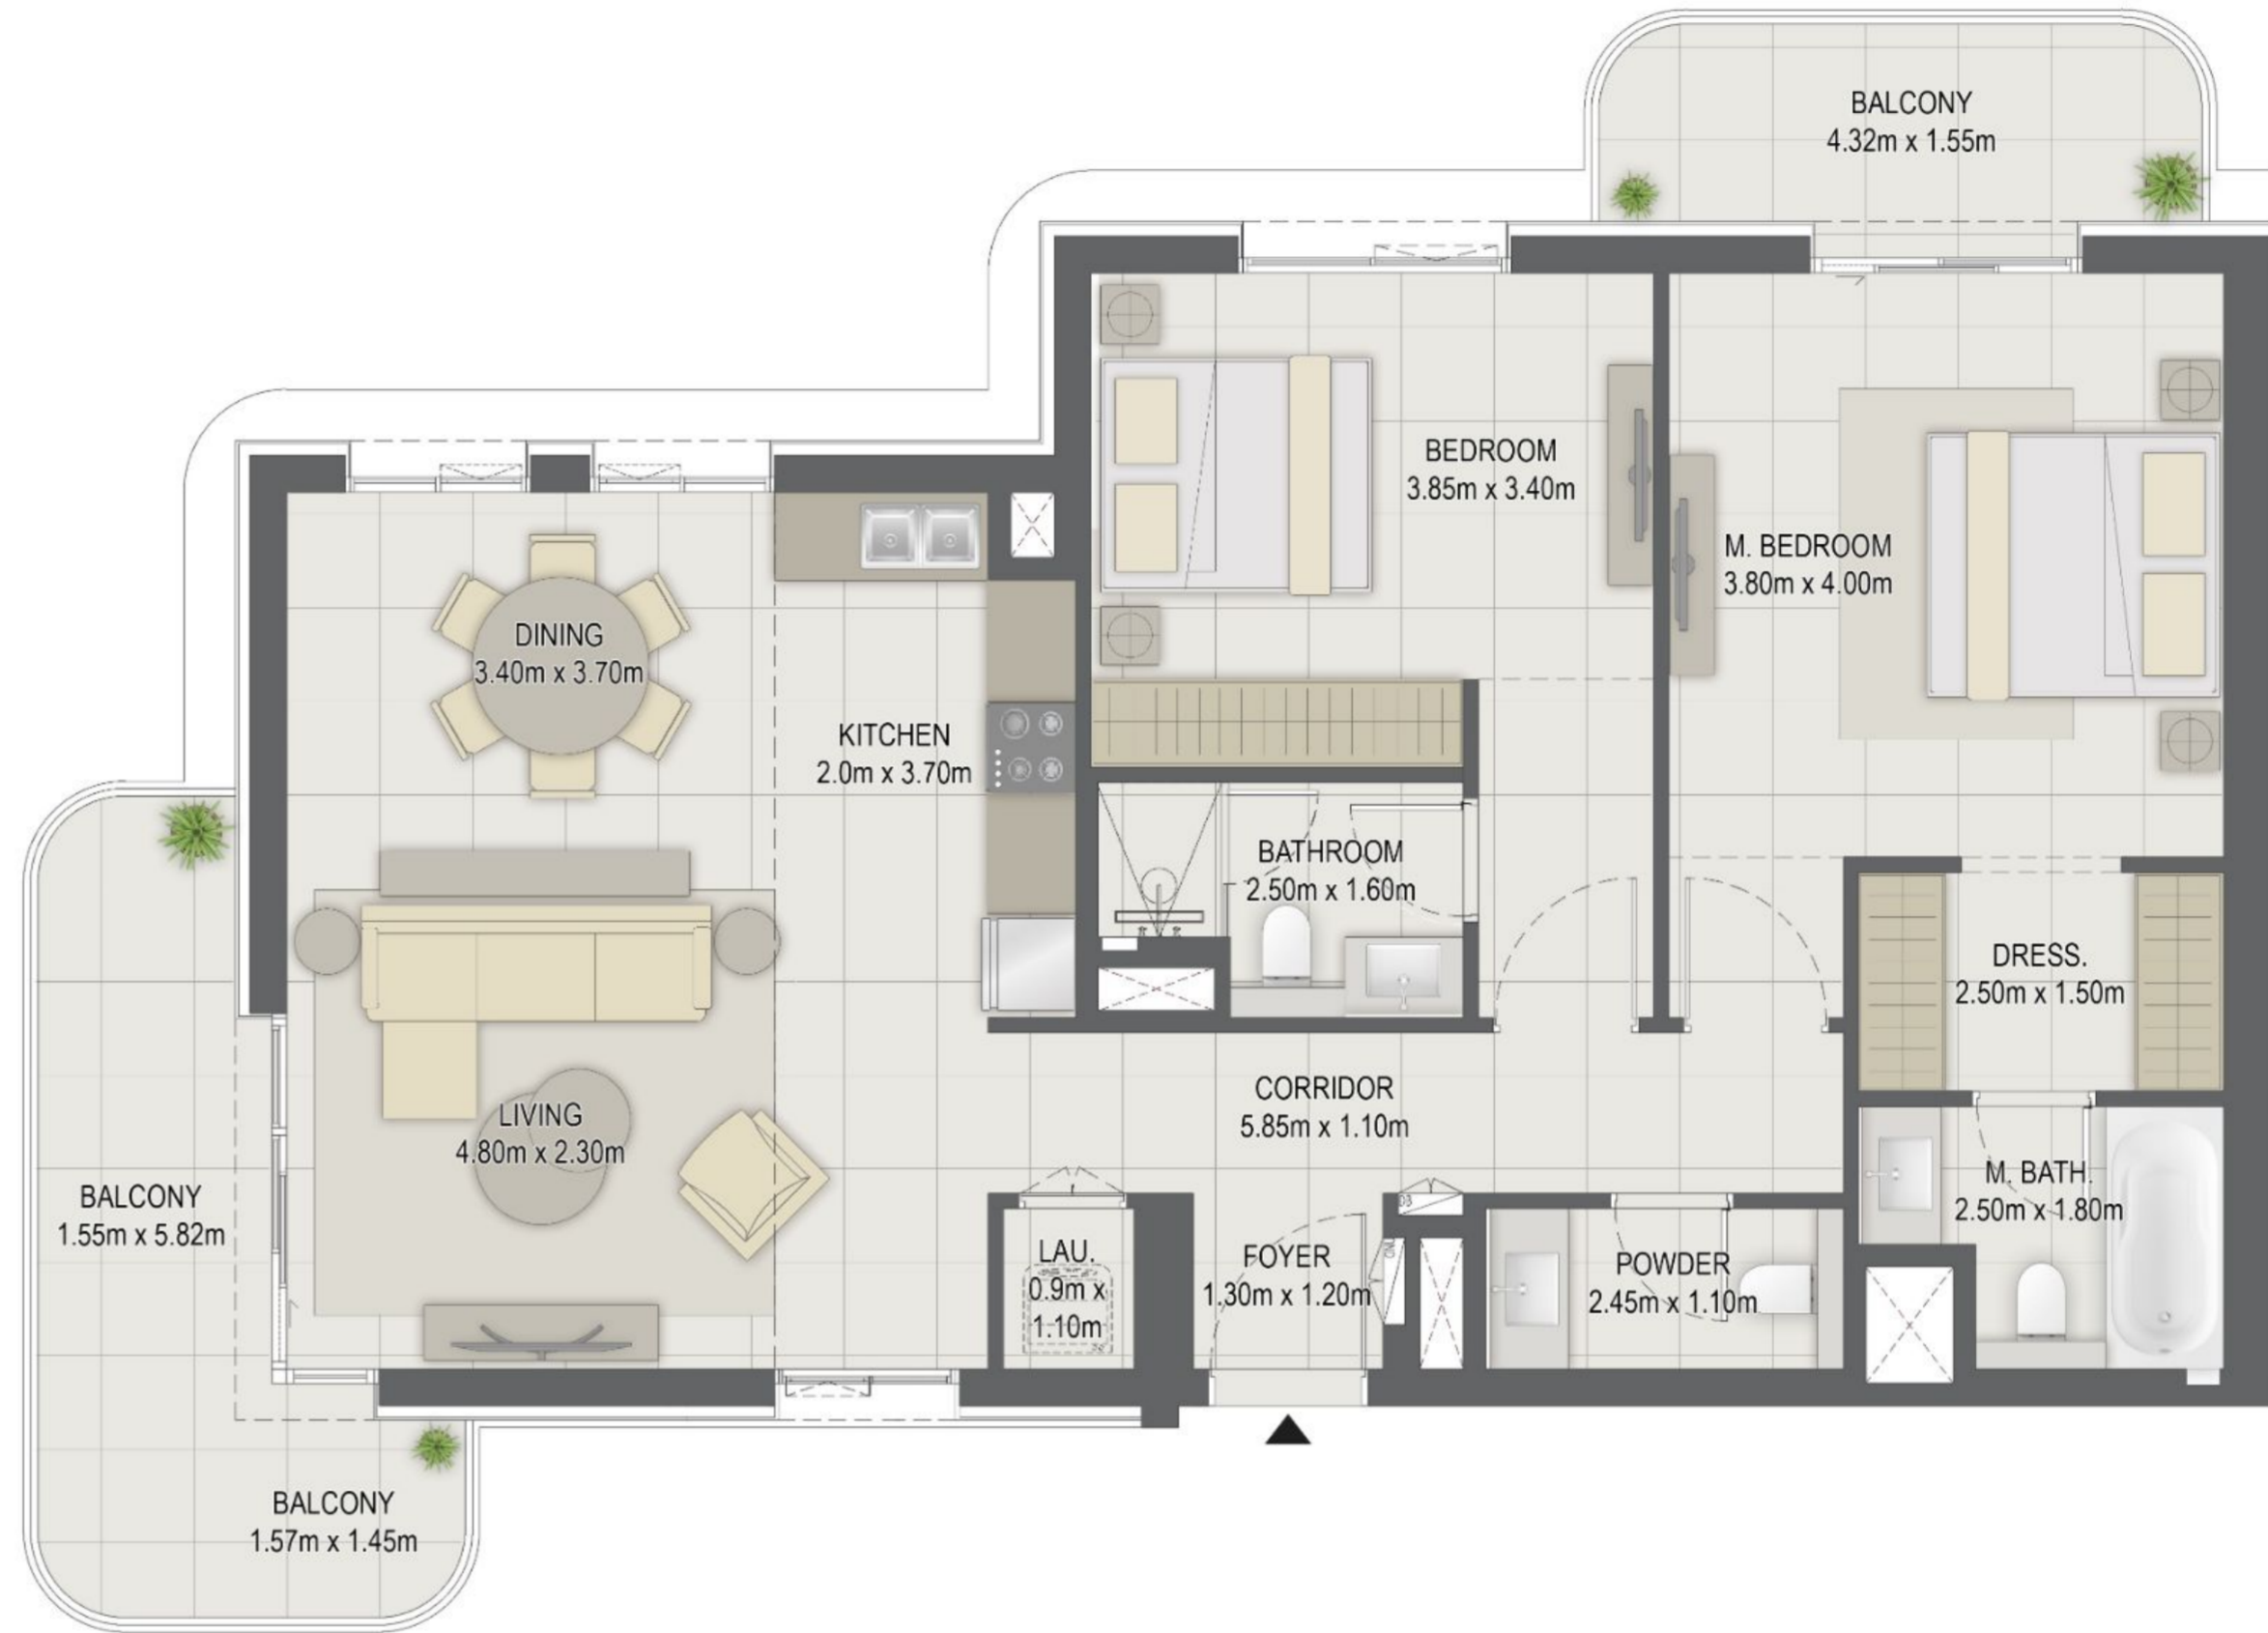 BALCONY
4.32m x 1.55m
BEDROOM
3.85m x 3.40m
M. BEDROOM
3.80m x 4.00m
DINING
3.40m x 3.70m
KITCHEN
2.0m x 3.70m
BATHROOM
2.50m x 1.60m
DRESS.
2.50m x 1.50m
LIVING
4.80m x 2.30m
CORRIDOR
5.85m x 1.10m
M. BATH.
2.50m x 1.80m
BALCONY
1.55m x 5.82m
LAU.
0.9m x
1.10m
FOYER
1.30m x 1.20m
POWDER
2.45m x 1.10m
DB
BALCONY
1.57m x 1.45m